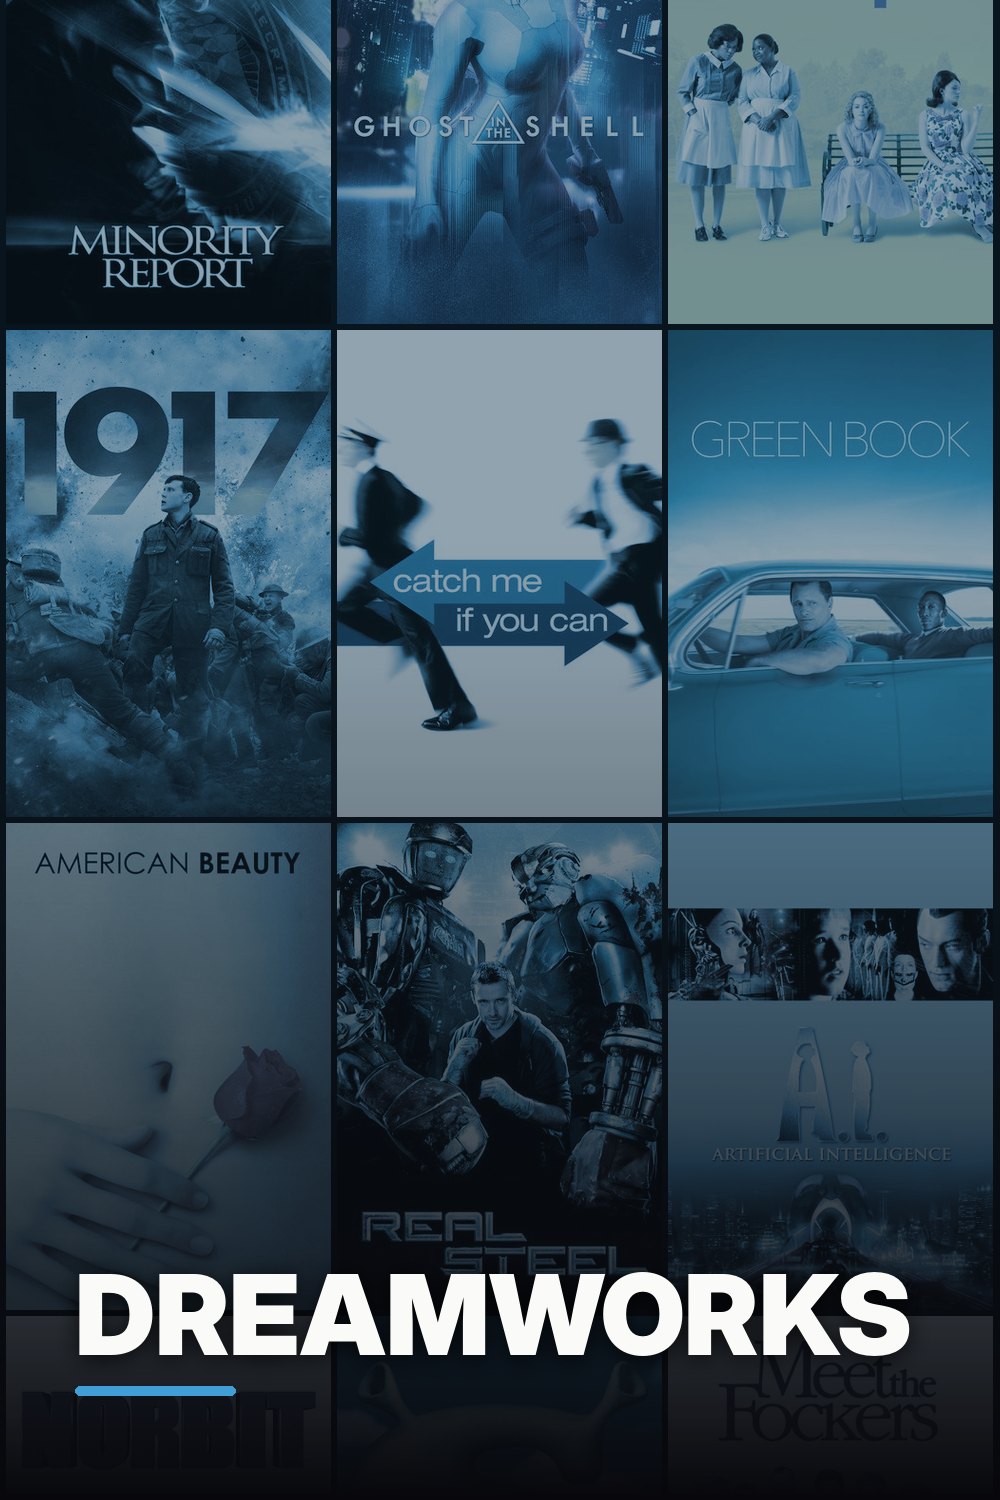 MINORITY
REPORT
GHOST IN THE SHELL
1917
catch me
if you can
GREEN BOOK
AMERICAN BEAUTY
REAL
STEEL
A.I.
ARTIFICIAL INTELLIGENCE
DREAMWORKS
NORBIT
Meet the
Fockers